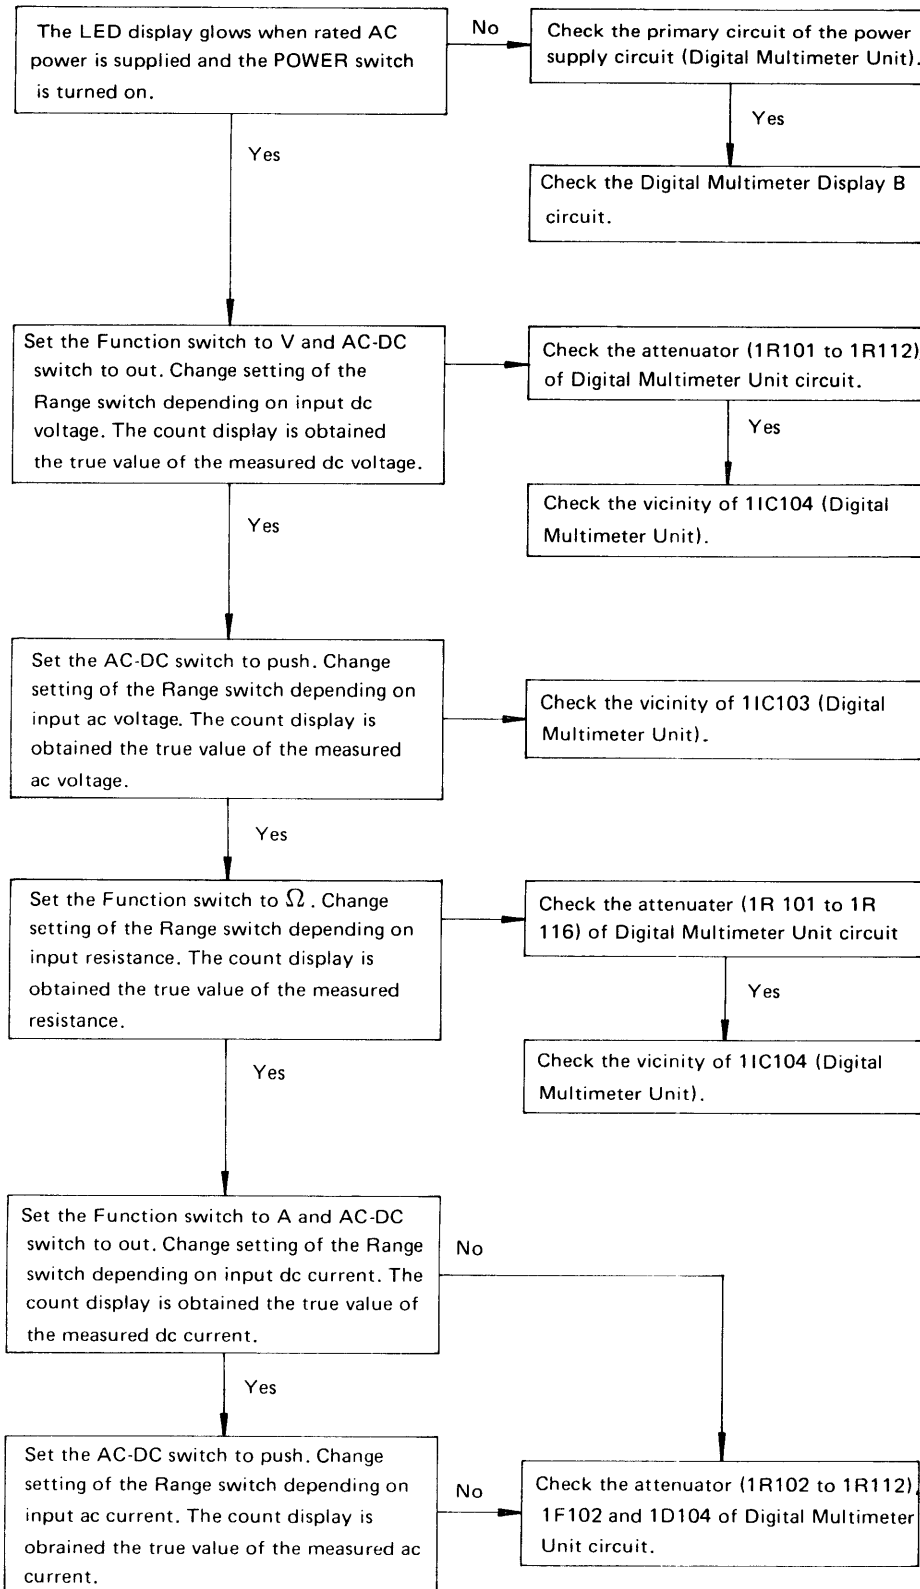 The LED display glows when rated AC
power is supplied and the POWER switch
is turned on.
No
Check the primary circuit of the power
supply circuit (Digital Multimeter Unit).
Yes
Yes
Check the Digital Multimeter Display B
circuit.
Set the Function switch to V and AC-DC
switch to out. Change setting of the
Range switch depending on input dc
voltage. The count display is obtained
the true value of the measured dc voltage.
Check the attenuator (1R101 to 1R112)
of Digital Multimeter Unit circuit.
Yes
Yes
Check the vicinity of 1IC104 (Digital
Multimeter Unit).
Set the AC-DC switch to push. Change
setting of the Range switch depending on
input ac voltage. The count display is
obtained the true value of the measured
ac voltage.
Check the vicinity of 1IC103 (Digital
Multimeter Unit).
Yes
Set the Function switch to Ω. Change
setting of the Range switch depending on
input resistance. The count display is
obtained the true value of the measured
resistance.
Check the attenuater (1R 101 to 1R
116) of Digital Multimeter Unit circuit
Yes
Yes
Check the vicinity of 1IC104 (Digital
Multimeter Unit).
Set the Function switch to A and AC-DC
switch to out. Change setting of the Range
switch depending on input dc current. The
count display is obtained the true value of
the measured dc current.
No
Yes
Set the AC-DC switch to push. Change
setting of the Range switch depending on
input ac current. The count display is
obrained the true value of the measured ac
current.
No
Check the attenuator (1R102 to 1R112),
1F102 and 1D104 of Digital Multimeter
Unit circuit.